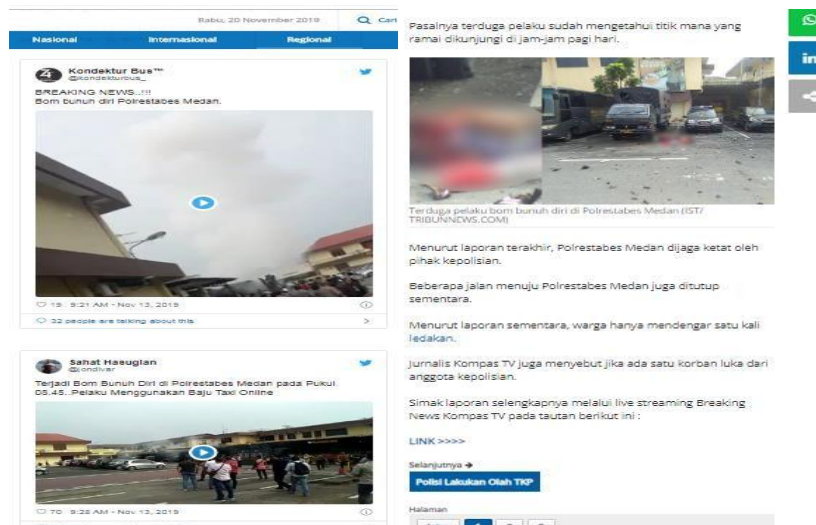 Rabu, 20 November 2019
Cari
Nasional
Internasional
Regional
Kondektur Bus™
@kondekturbus_
BREAKING NEWS..!!!
Bom bunuh diri Polrestabes Medan.
19 9:21 AM - Nov 13, 2019
32 people are talking about this
Sahat Hasugian
@jondiver
Terjadi Bom Bunuh Diri di Polrestabes Medan pada Pukul
08.45..Pelaku Menggunakan Baju Taxi Online
70 9:28 AM - Nov 13, 2019
Pasalnya terduga pelaku sudah mengetahui titik mana yang
ramai dikunjungi di jam-jam pagi hari.
Terduga pelaku bom bunuh diri di Polrestabes Medan (IST/
TRIBUNNEWS.COM)
Menurut laporan terakhir, Polrestabes Medan dijaga ketat oleh
pihak kepolisian.
Beberapa jalan menuju Polrestabes Medan juga ditutup
sementara.
Menurut laporan sementara, warga hanya mendengar satu kali
ledakan.
Jurnalis Kompas TV juga menyebut jika ada satu korban luka dari
anggota kepolisian.
Simak laporan selengkapnya melalui live streaming Breaking
News Kompas TV pada tautan berikut ini :
LINK >>>>
Selanjutnya →
Polisi Lakukan Olah TKP
Halaman
in